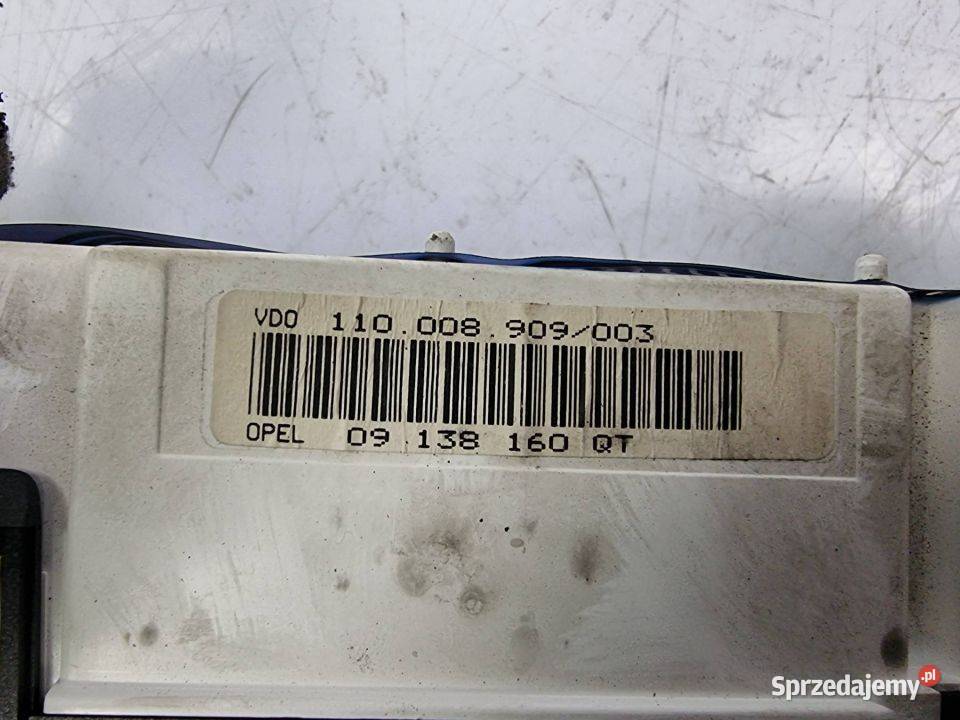 VDO 110.008.909/003
OPEL 09 138 160 QT
Sprzedajemy.pl